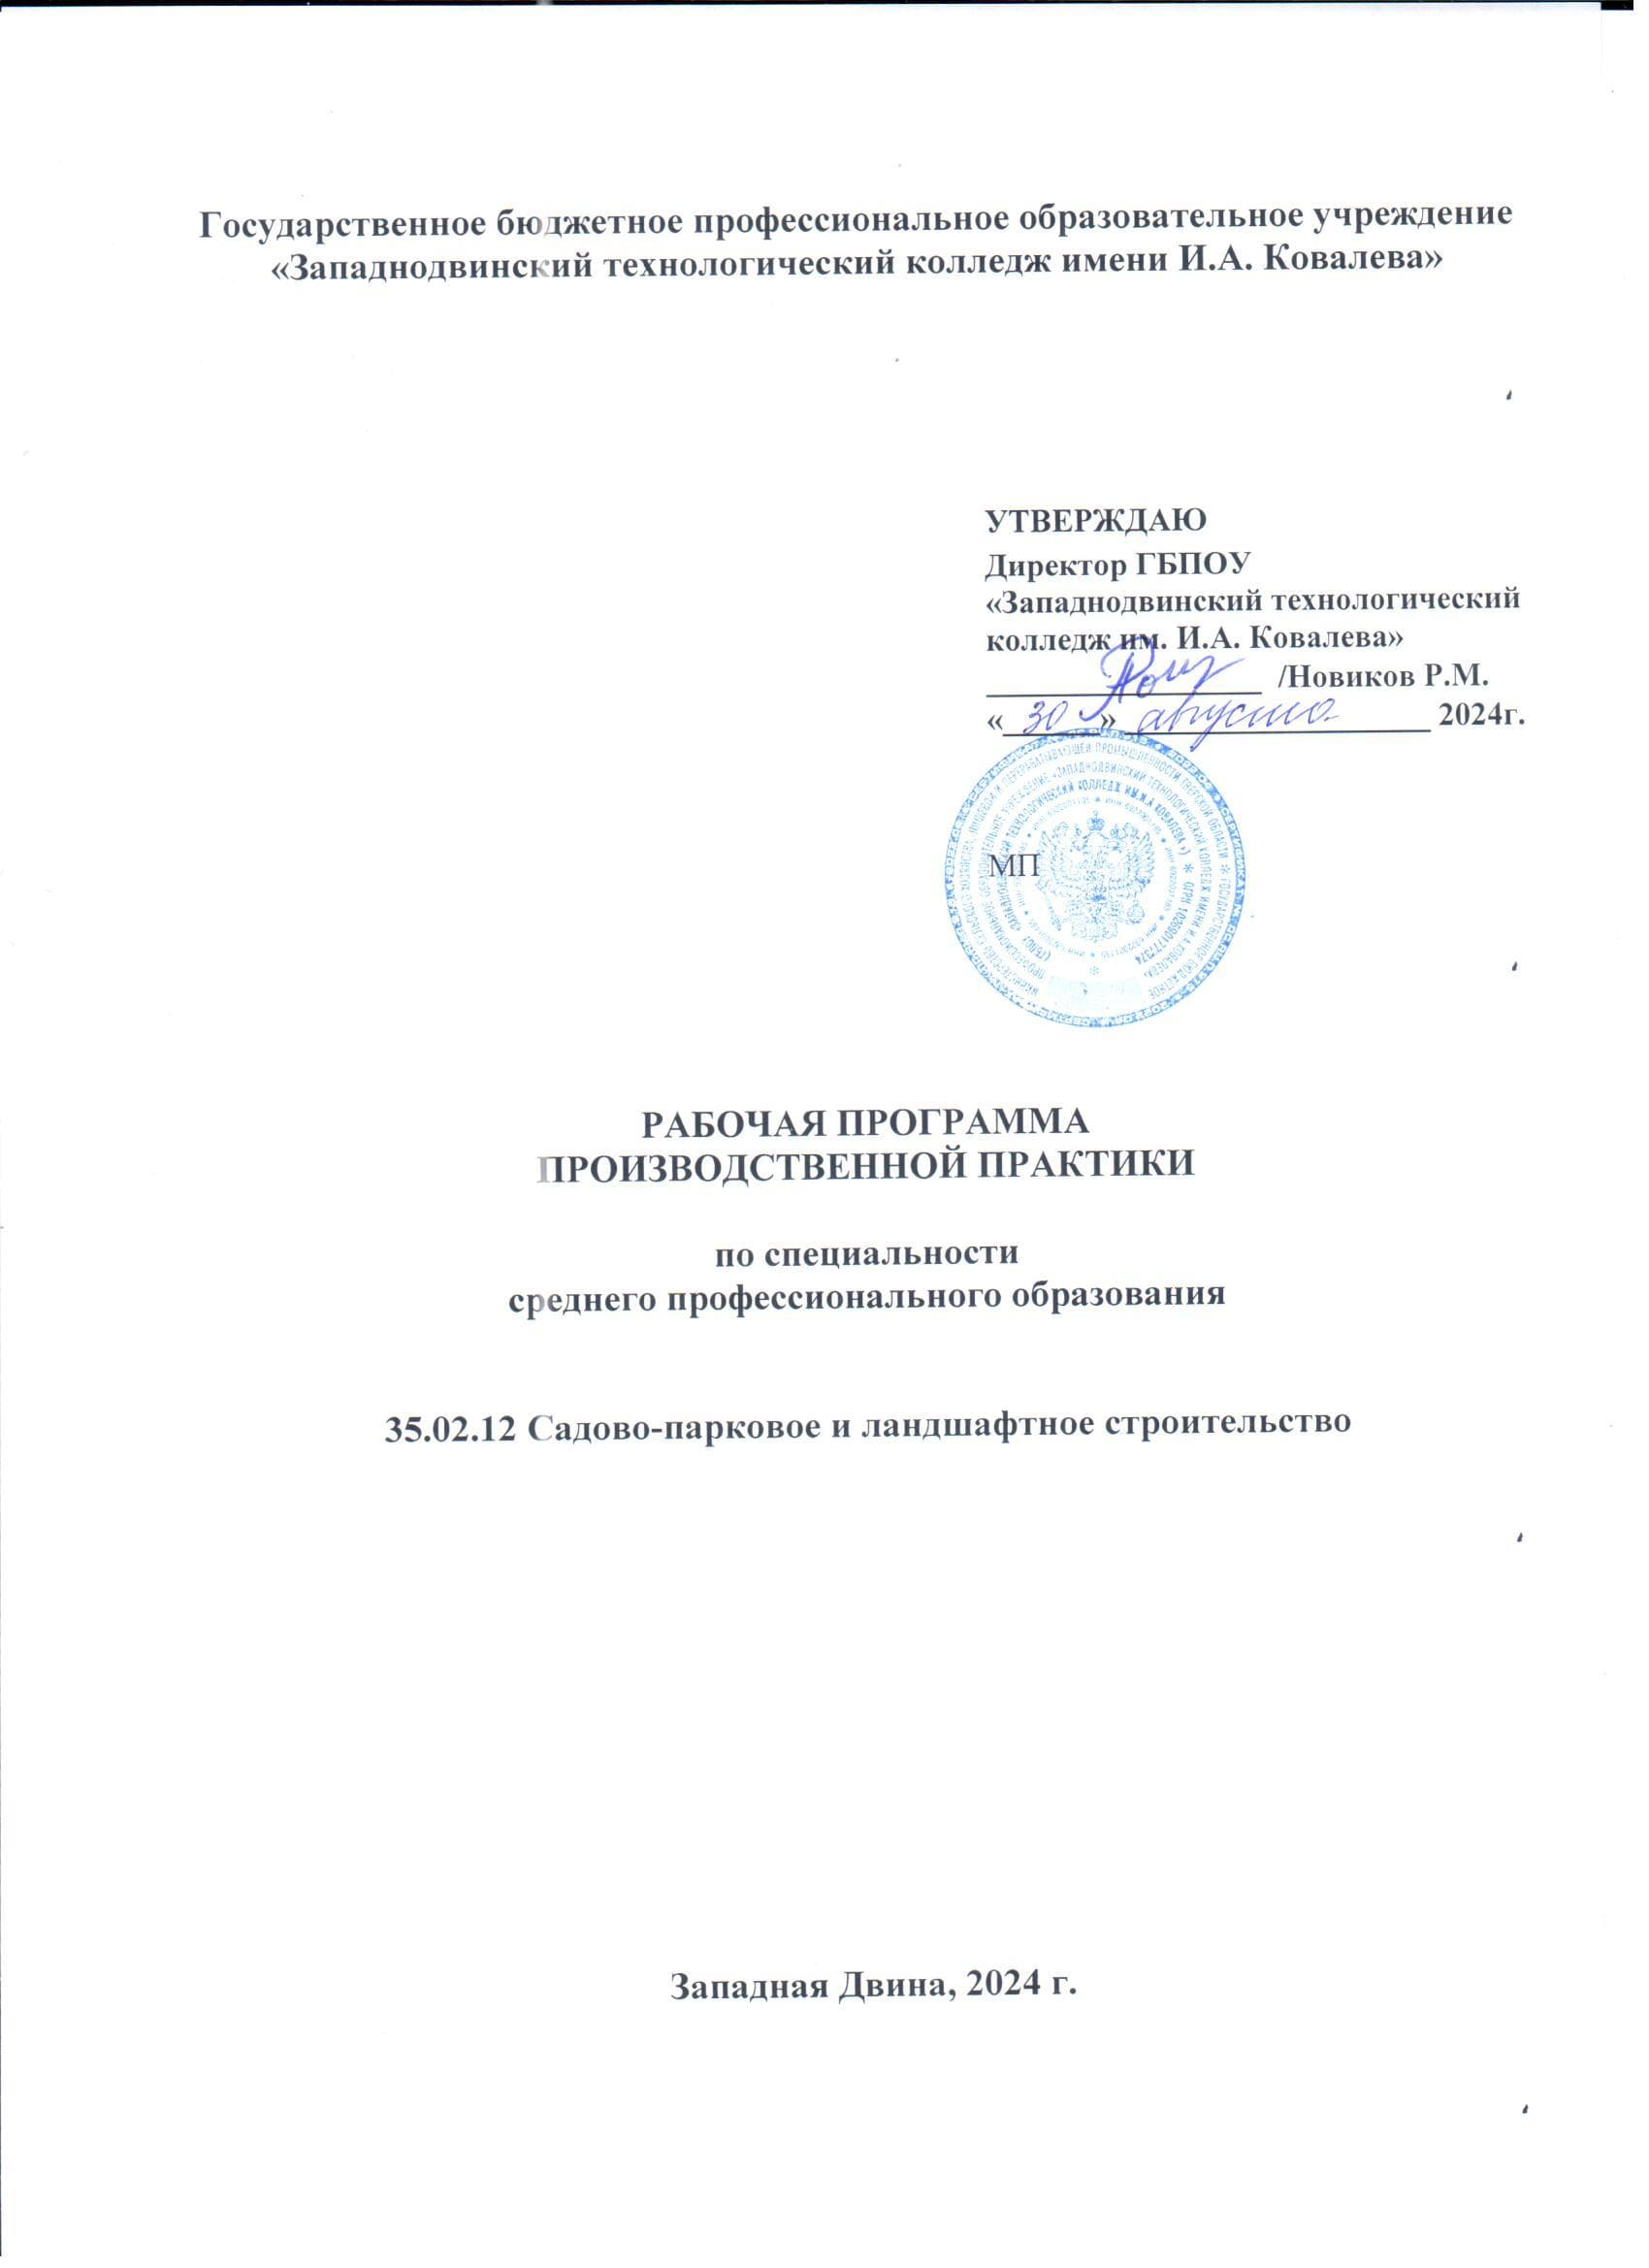 Государственное бюджетное профессиональное образовательное учреждение
«Западнодвинский технологический колледж имени И.А. Ковалева»
УТВЕРЖДАЮ
Директор ГБПОУ
«Западнодвинский технологический
колледж им. И.А. Ковалева»
/Новиков Р.М.
«30» августа 2024г.
МП
РАБОЧАЯ ПРОГРАММА
ПРОИЗВОДСТВЕННОЙ ПРАКТИКИ
по специальности
среднего профессионального образования
35.02.12 Садово-парковое и ландшафтное строительство
Западная Двина, 2024 г.